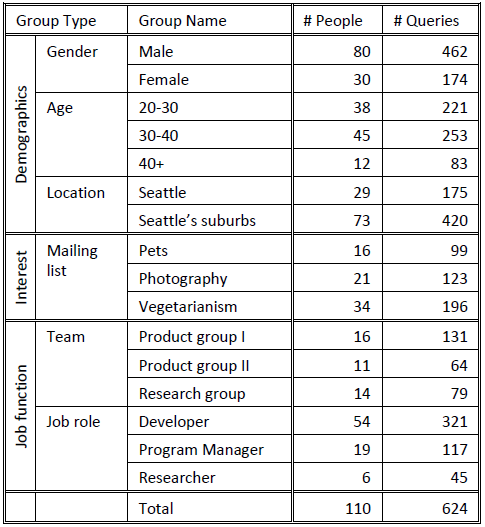 Group Type Group Name # People # Queries
Demographics
Gender Male 80 462
Female 30 174
Age 20-30 38 221
30-40 45 253
40+ 12 83
Location Seattle 29 175
Seattle's suburbs 73 420
Interest
Mailing list Pets 16 99
Photography 21 123
Vegetarianism 34 196
Job function
Team Product group I 16 131
Product group II 11 64
Research group 14 79
Job role Developer 54 321
Program Manager 19 117
Researcher 6 45
Total 110 624